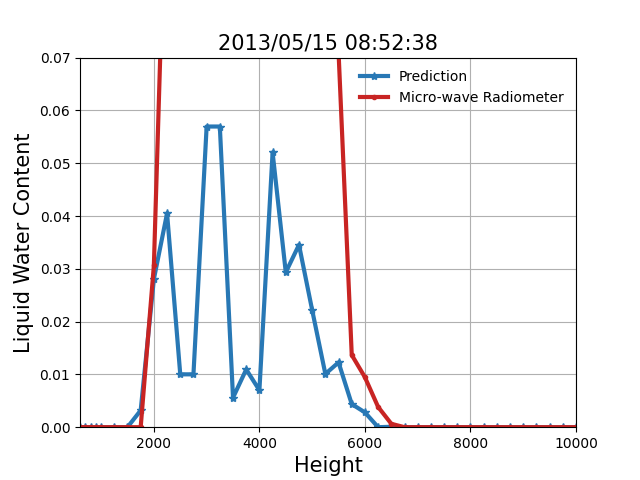 2013/05/15 08:52:38
Prediction
Micro-wave Radiometer
Liquid Water Content
0.07
0.06
0.05
0.04
0.03
0.02
0.01
0.00
2000 4000 6000 8000 10000
Height